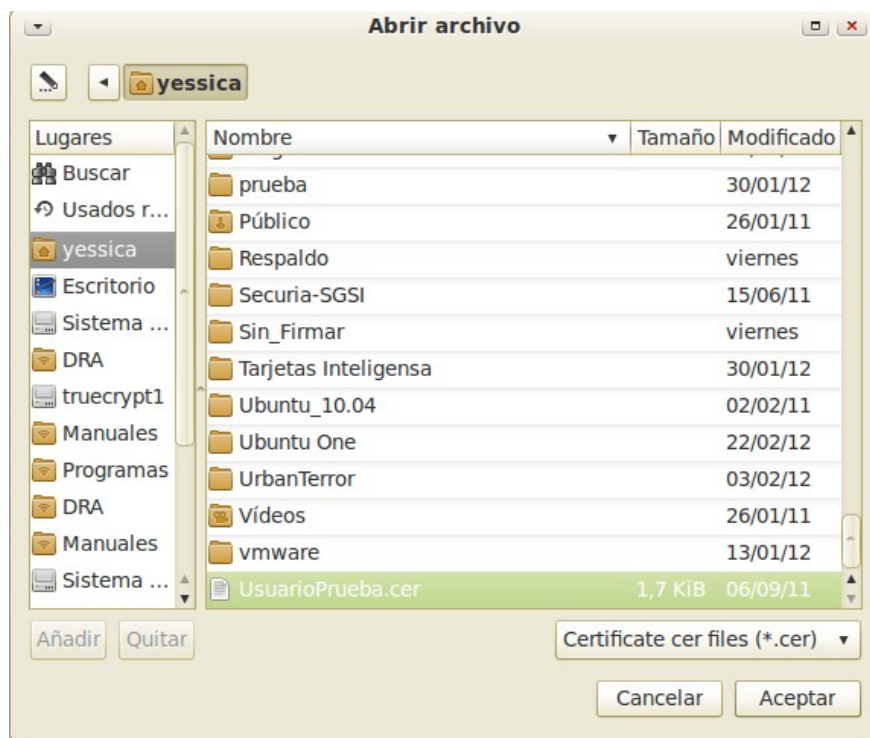 Abrir archivo
yessica
Lugares
Buscar
Usados r...
yessica
Escritorio
Sistema ...
DRA
truecrypt1
Manuales
Programas
DRA
Manuales
Sistema ...
Nombre Tamaño Modificado
prueba 30/01/12
Público 26/01/11
Respaldo viernes
Securia-SGSI 15/06/11
Sin_Firmar viernes
Tarjetas Inteligensa 30/01/12
Ubuntu_10.04 02/02/11
Ubuntu One 22/02/12
UrbanTerror 03/02/12
Vídeos 26/01/11
vmware 13/01/12
UsuarioPrueba.cer 1,7 KiB 06/09/11
Añadir Quitar
Certificate cer files (*.cer)
Cancelar Aceptar